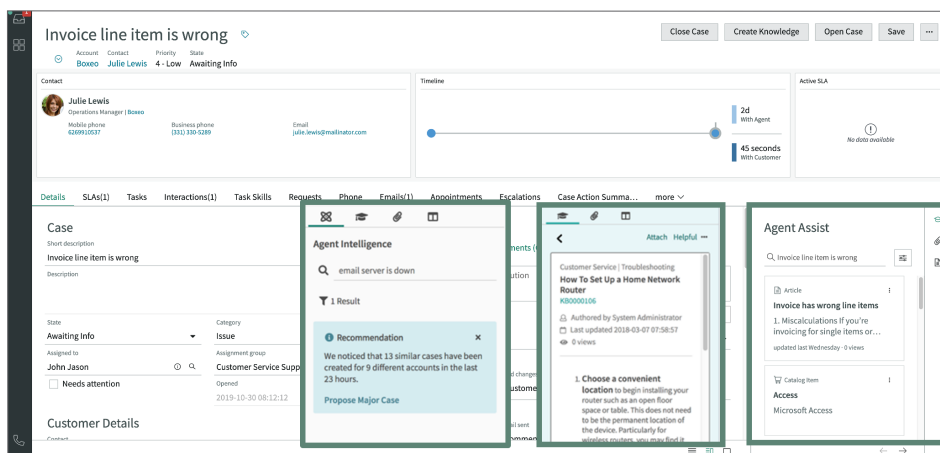 Invoice line item is wrong
Close Case
Create Knowledge
Open Case
Save
Account Contact Priority State
Boxeo Julie Lewis 4 - Low Awaiting Info
Contact
Julie Lewis
Operations Manager | Boxeo
Mobile phone Business phone Email
6269910537 (331) 330-5289 julie.lewis@mailinator.com
Timeline
2d
With Agent
45 seconds
With Customer
Active SLA
No data available
Details SLAs(1) Tasks Interactions(1) Task Skills Requests Phone Emails(1) Appointments Escalations Case Action Summa... more
Case
Short description
Invoice line item is wrong
Description
State Category
Awaiting Info Issue
Assigned to Assignment group
John Jason Customer Service Supp
Needs attention Opened
2019-10-30 08:12:12
Customer Details
Contact
Agent Intelligence
email server is down
1 Result
Recommendation
We noticed that 13 similar cases have been
created for 9 different accounts in the last
23 hours.
Propose Major Case
Attach Helpful
Customer Service | Troubleshooting
How To Set Up a Home Network
Router
KB0000106
Authored by System Administrator
Last updated 2018-03-07 07:58:57
0 views
1. Choose a convenient
location to begin installing your
router such as an open floor
space or table. This does not need
to be the permanent location of
the device. Particularly for
wireless routers, you may find it
Agent Assist
Invoice line item is wrong
Article
Invoice has wrong line items
1. Miscalculations If you're
invoicing for single items or...
updated last Wednesday · 0 views
Catalog Item
Access
Microsoft Access